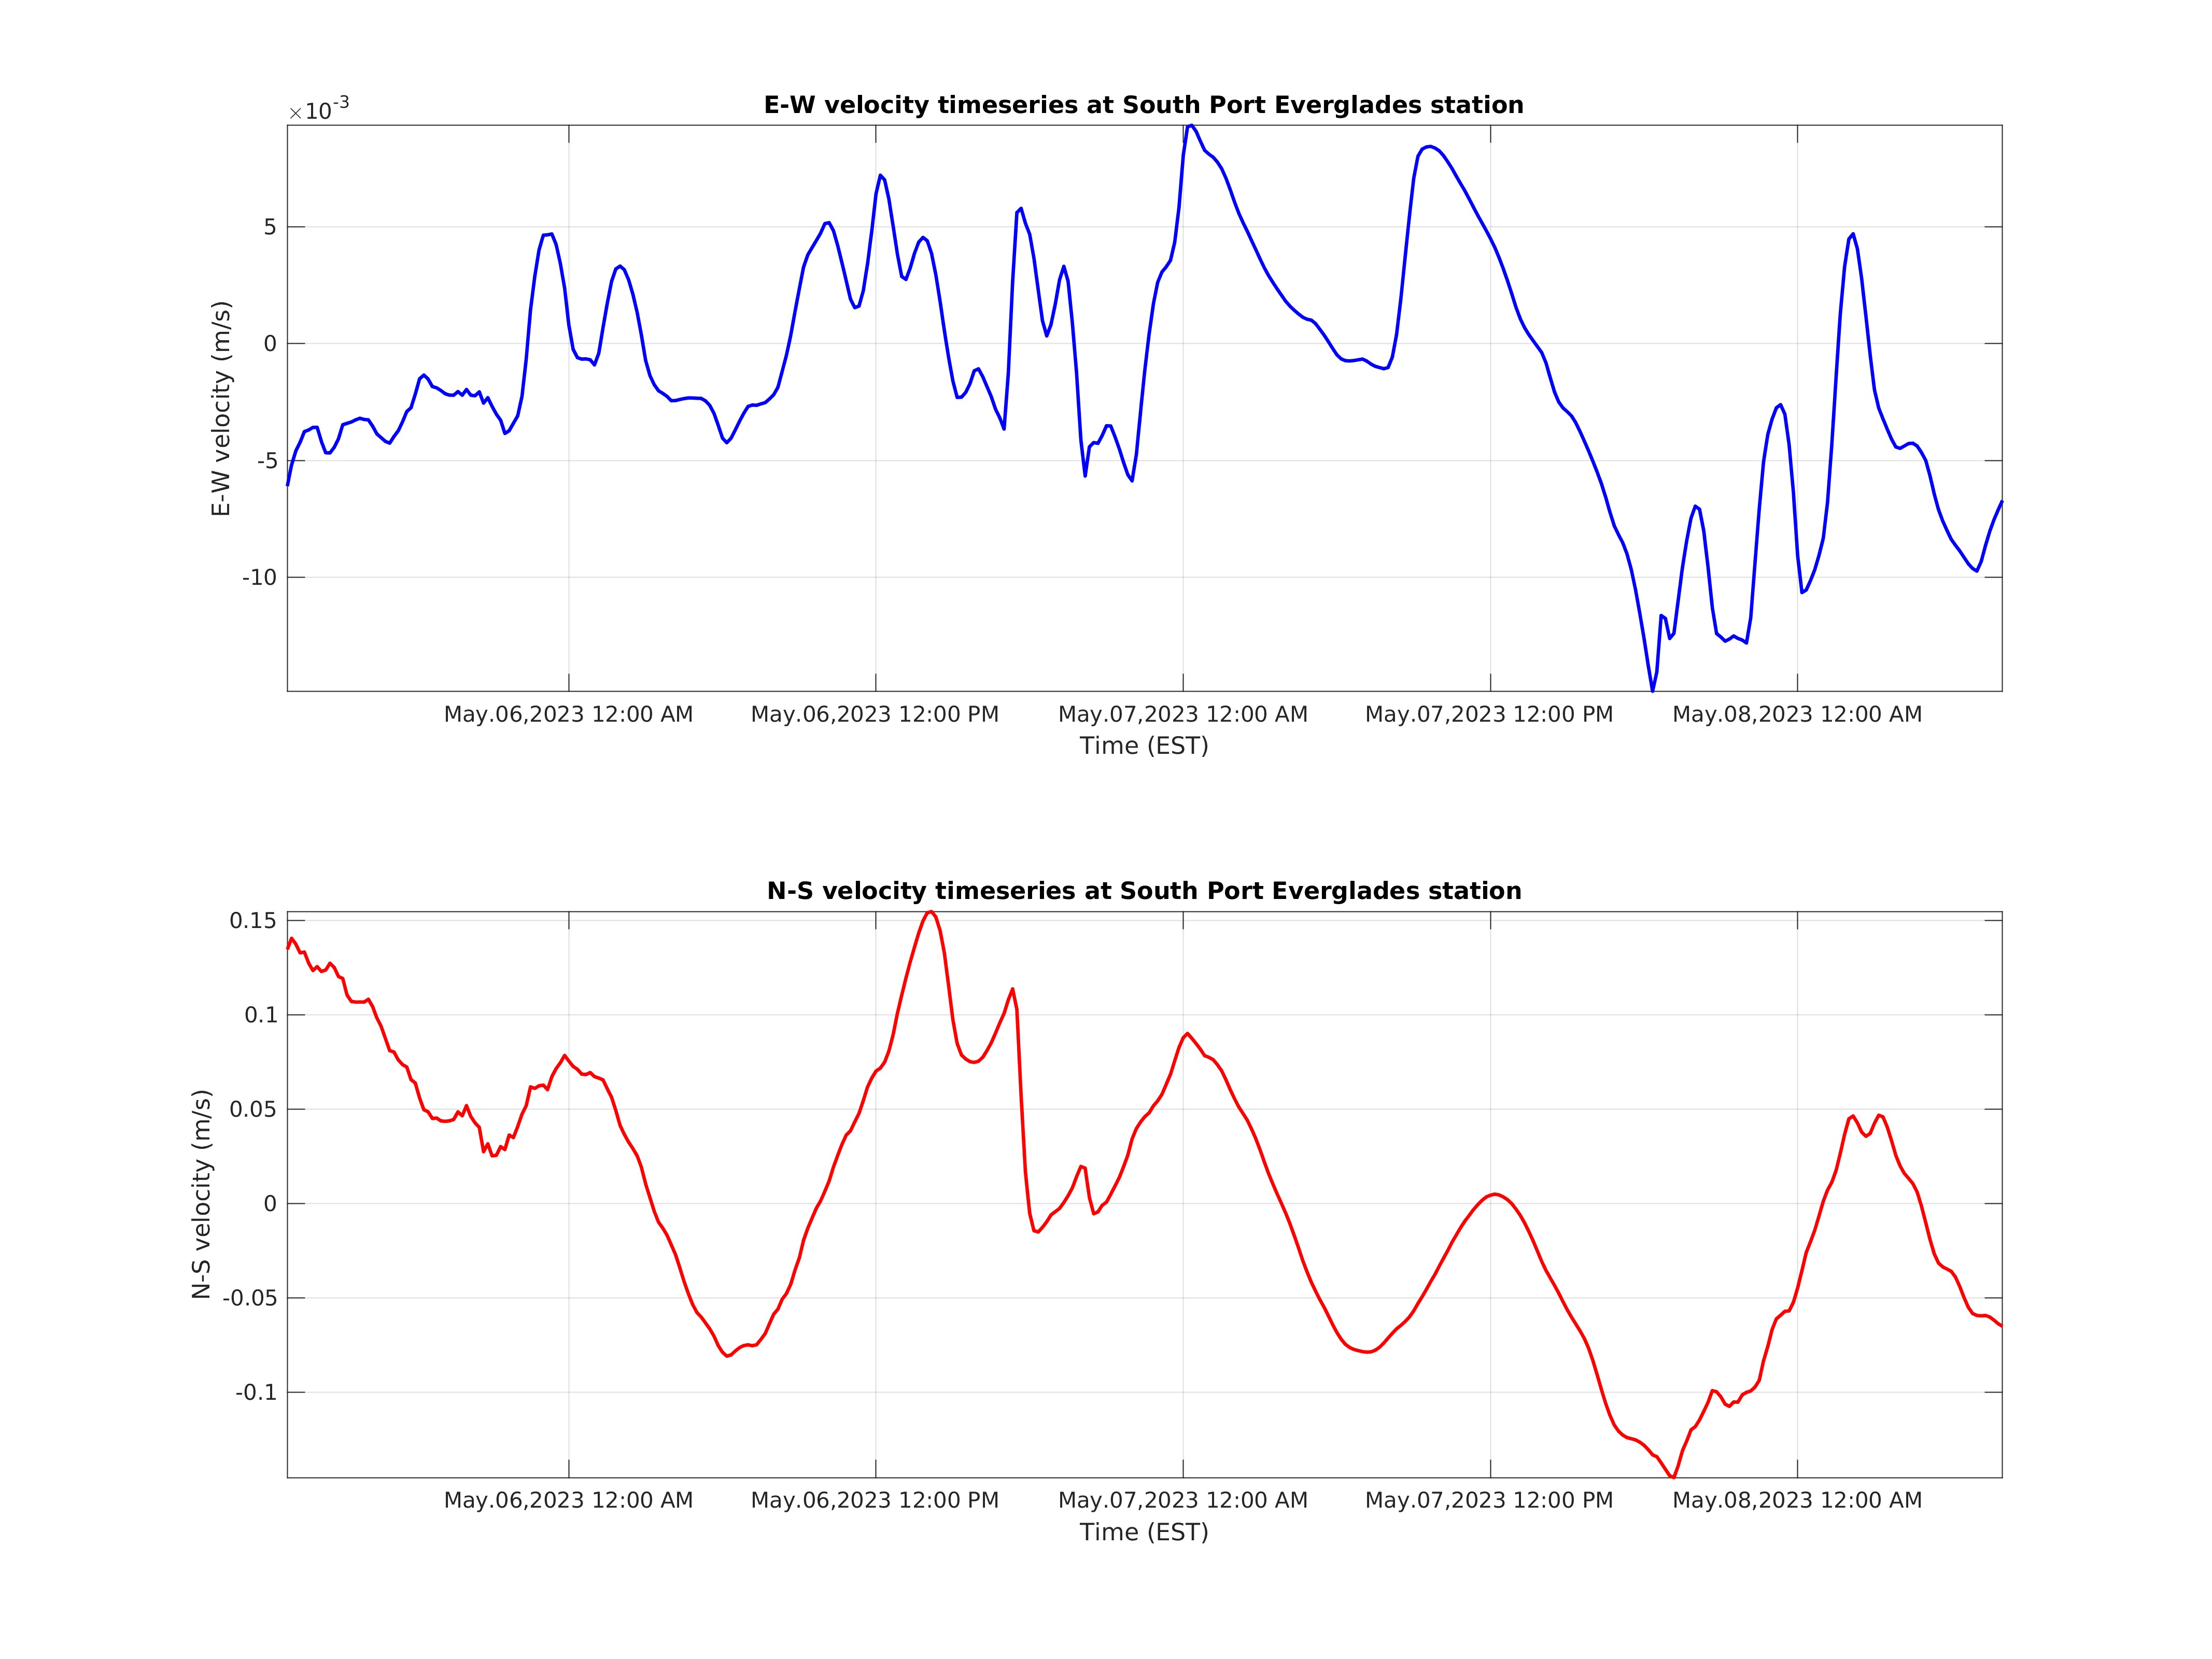 ×10-3
E-W velocity timeseries at South Port Everglades station
E-W velocity (m/s)
5
0
-5
-10
May.06,2023 12:00 AM May.06,2023 12:00 PM May.07,2023 12:00 AM May.07,2023 12:00 PM May.08,2023 12:00 AM
Time (EST)
N-S velocity timeseries at South Port Everglades station
N-S velocity (m/s)
0.15
0.1
0.05
0
-0.05
-0.1
May.06,2023 12:00 AM May.06,2023 12:00 PM May.07,2023 12:00 AM May.07,2023 12:00 PM May.08,2023 12:00 AM
Time (EST)